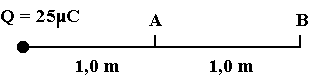 Q = 25μC A B
1,0 m 1,0 m